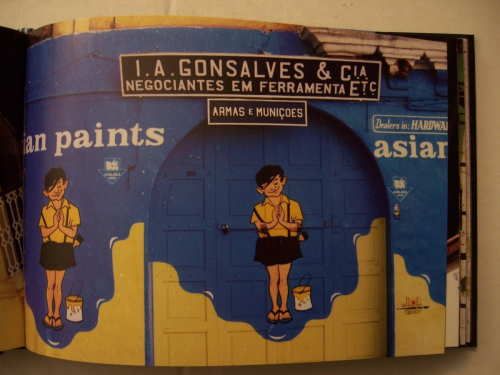 I. A. GONSALVES & CIA
NEGOCIANTES EM FERRAMENTA ETC
ARMAS E MUNIÇOES
ian paints
Dealers in: HARDWA
asian